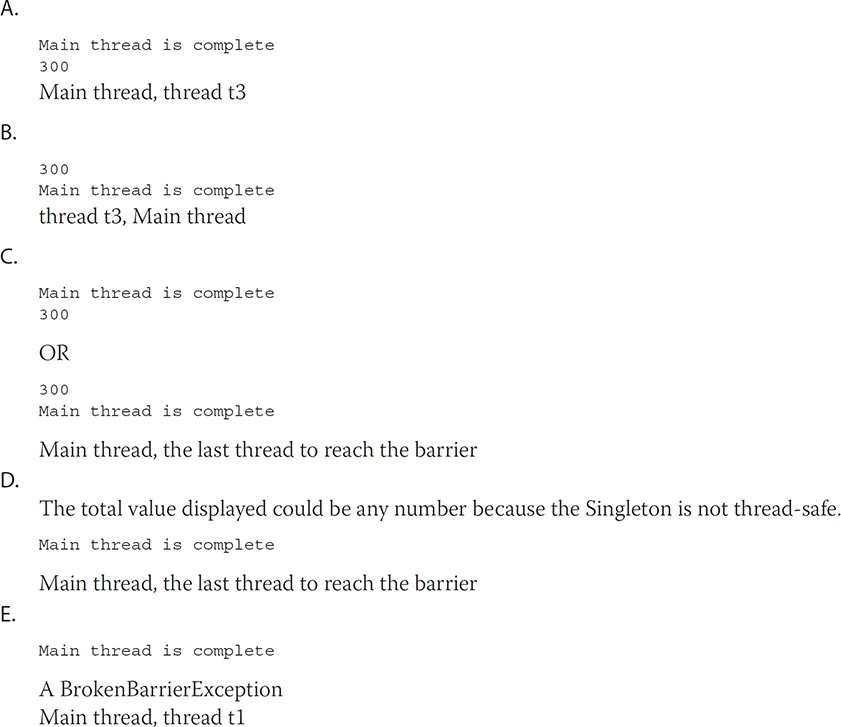 A.
Main thread is complete
300
Main thread, thread t3
B.
300
Main thread is complete
thread t3, Main thread
C.
Main thread is complete
300
OR
300
Main thread is complete
Main thread, the last thread to reach the barrier
D.
The total value displayed could be any number because the Singleton is not thread-safe.
Main thread is complete
Main thread, the last thread to reach the barrier
E.
Main thread is complete
A BrokenBarrierException
Main thread, thread t1